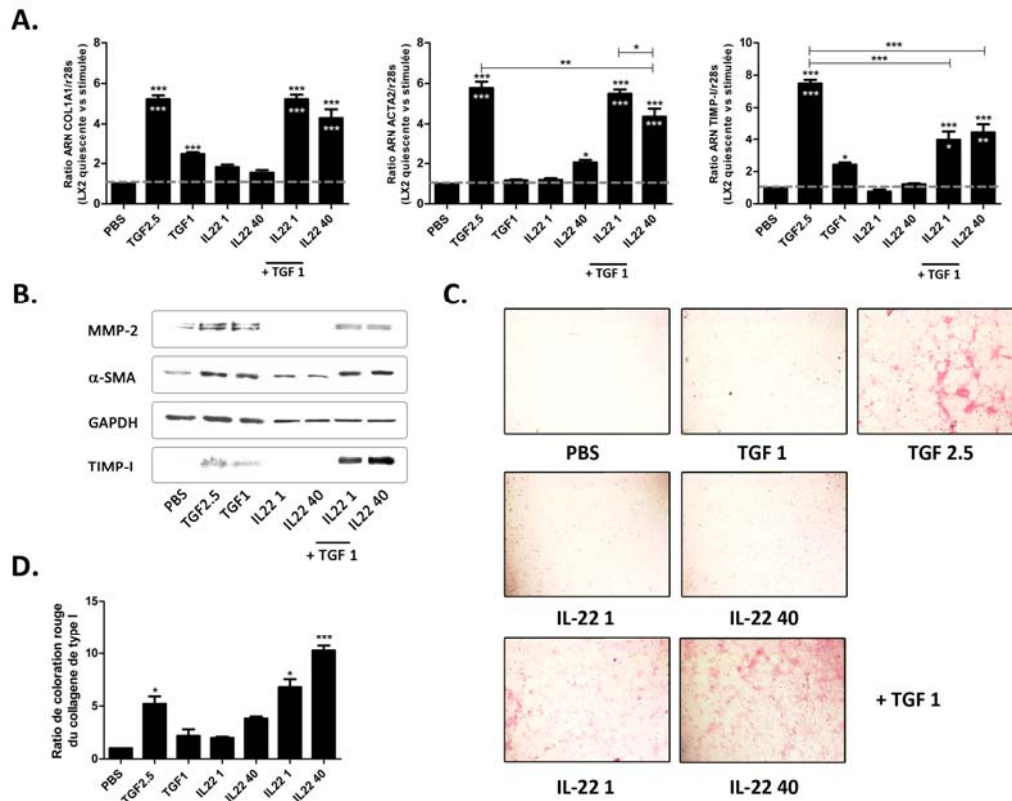 A.
Ratio ARN COL1A1/r28s
(LX2 quiescente vs stimulée)
8
6
4
2
0
***
***
***
***
***
***
***
PBS
TGF2.5
TGF1
IL22 1
IL22 40
IL22 1
IL22 40
+ TGF 1
Ratio ARN ACTA2/r28s
(LX2 quiescente vs stimulée)
8
6
4
2
0
*
**
***
***
*
***
***
***
***
PBS
TGF2.5
TGF1
IL22 1
IL22 40
IL22 1
IL22 40
+ TGF 1
Ratio ARN TIMP-I/r28s
(LX2 quiescente vs stimulée)
10
8
6
4
2
0
***
***
***
***
*
***
*
***
**
PBS
TGF2.5
TGF1
IL22 1
IL22 40
IL22 1
IL22 40
+ TGF 1
B.
MMP-2
α-SMA
GAPDH
TIMP-I
PBS
TGF2.5
TGF1
IL22 1
IL22 40
IL22 1
IL22 40
+ TGF 1
C.
PBS
TGF 1
TGF 2.5
IL-22 1
IL-22 40
IL-22 1
IL-22 40
+ TGF 1
D.
Ratio de coloration rouge
du collagene de type I
15
10
5
0
*
*
***
PBS
TGF2.5
TGF1
IL22 1
IL22 40
IL22 1
IL22 40